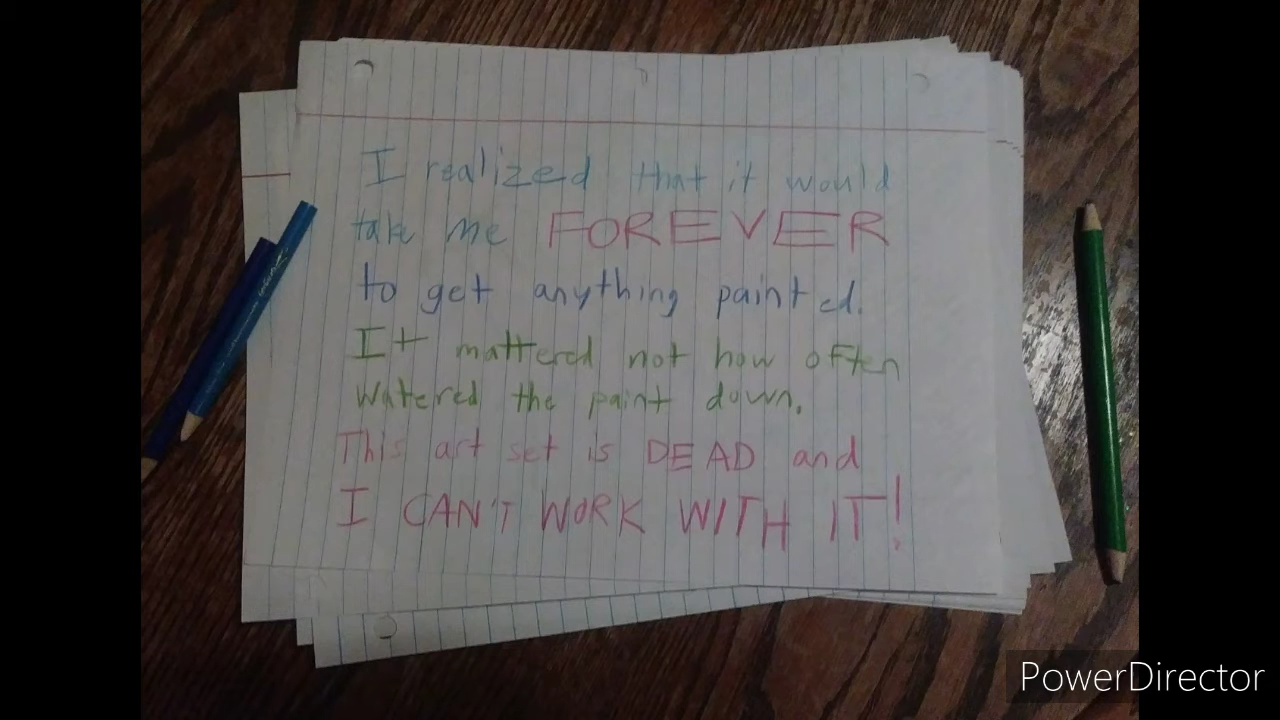 I realized that it would
take me FOREVER
to get anything painted.
It mattered not how often
watered the paint down.
This art set is DEAD and
I CAN'T WORK WITH IT!
PowerDirector